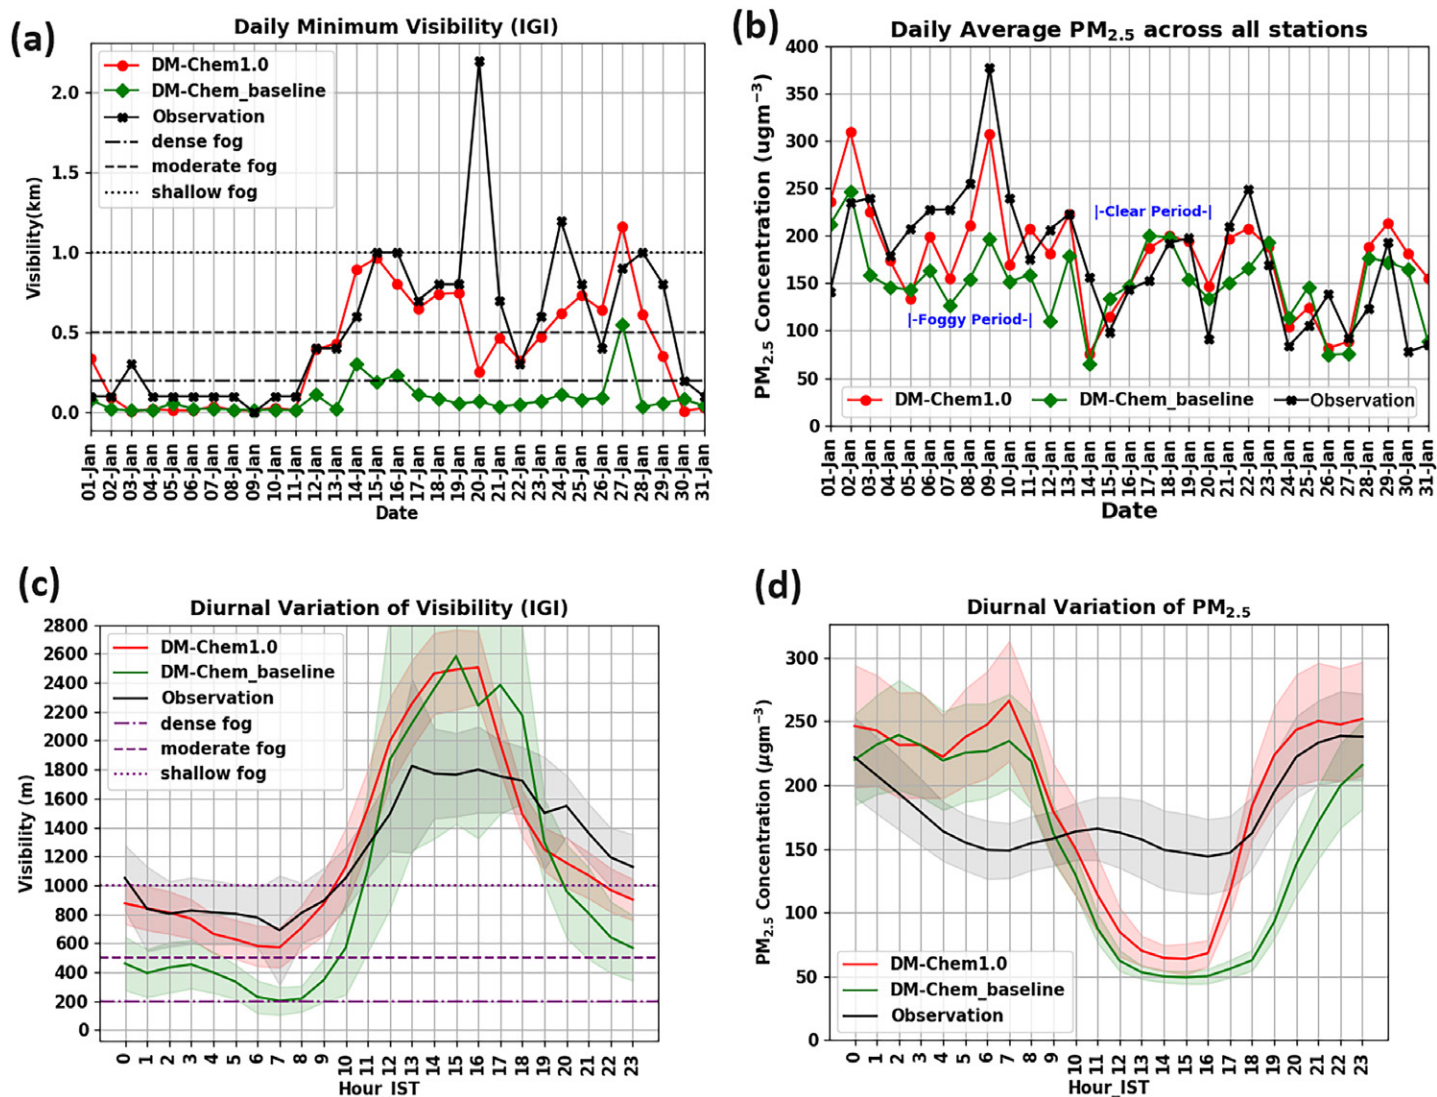 (a)
Daily Minimum Visibility (IGI)
DM-Chem1.0
DM-Chem_baseline
Observation
dense fog
moderate fog
shallow fog
Visibility(km)
2.0
1.5
1.0
0.5
0.0
01-Jan
02-Jan
03-Jan
04-Jan
05-Jan
06-Jan
07-Jan
08-Jan
09-Jan
10-Jan
11-Jan
12-Jan
13-Jan
14-Jan
15-Jan
16-Jan
17-Jan
18-Jan
19-Jan
20-Jan
21-Jan
22-Jan
23-Jan
24-Jan
25-Jan
26-Jan
27-Jan
28-Jan
29-Jan
30-Jan
31-Jan
Date
(b)
Daily Average PM2.5 across all stations
PM2.5 Concentration (ugm−3)
400
350
300
250
200
150
100
50
0
|-Clear Period-|
|-Foggy Period-|
DM-Chem1.0
DM-Chem_baseline
Observation
01-Jan
02-Jan
03-Jan
04-Jan
05-Jan
06-Jan
07-Jan
08-Jan
09-Jan
10-Jan
11-Jan
12-Jan
13-Jan
14-Jan
15-Jan
16-Jan
17-Jan
18-Jan
19-Jan
20-Jan
21-Jan
22-Jan
23-Jan
24-Jan
25-Jan
26-Jan
27-Jan
28-Jan
29-Jan
30-Jan
31-Jan
Date
(c)
Diurnal Variation of Visibility (IGI)
DM-Chem1.0
DM-Chem_baseline
Observation
dense fog
moderate fog
shallow fog
Visibility (m)
2800
2600
2400
2200
2000
1800
1600
1400
1200
1000
800
600
400
200
0
0
1
2
3
4
5
6
7
8
9
10
11
12
13
14
15
16
17
18
19
20
21
22
23
Hour_IST
(d)
Diurnal Variation of PM2.5
PM2.5 Concentration (μgm−3)
300
250
200
150
100
50
0
DM-Chem1.0
DM-Chem_baseline
Observation
0
1
2
3
4
5
6
7
8
9
10
11
12
13
14
15
16
17
18
19
20
21
22
23
Hour_IST